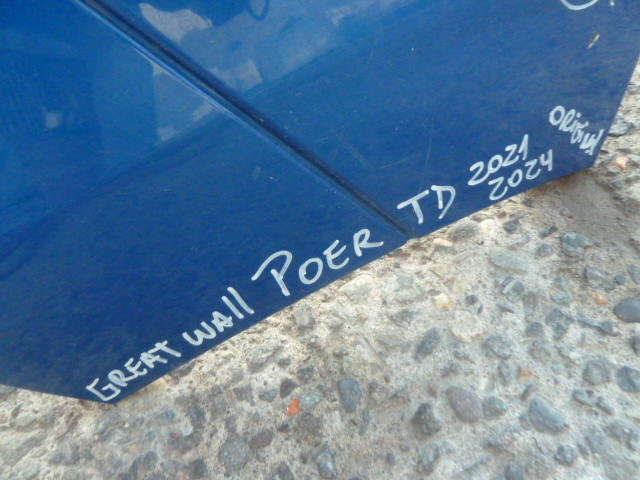 GREAT WAll POER TD 2021
2024
ORiGiNAl